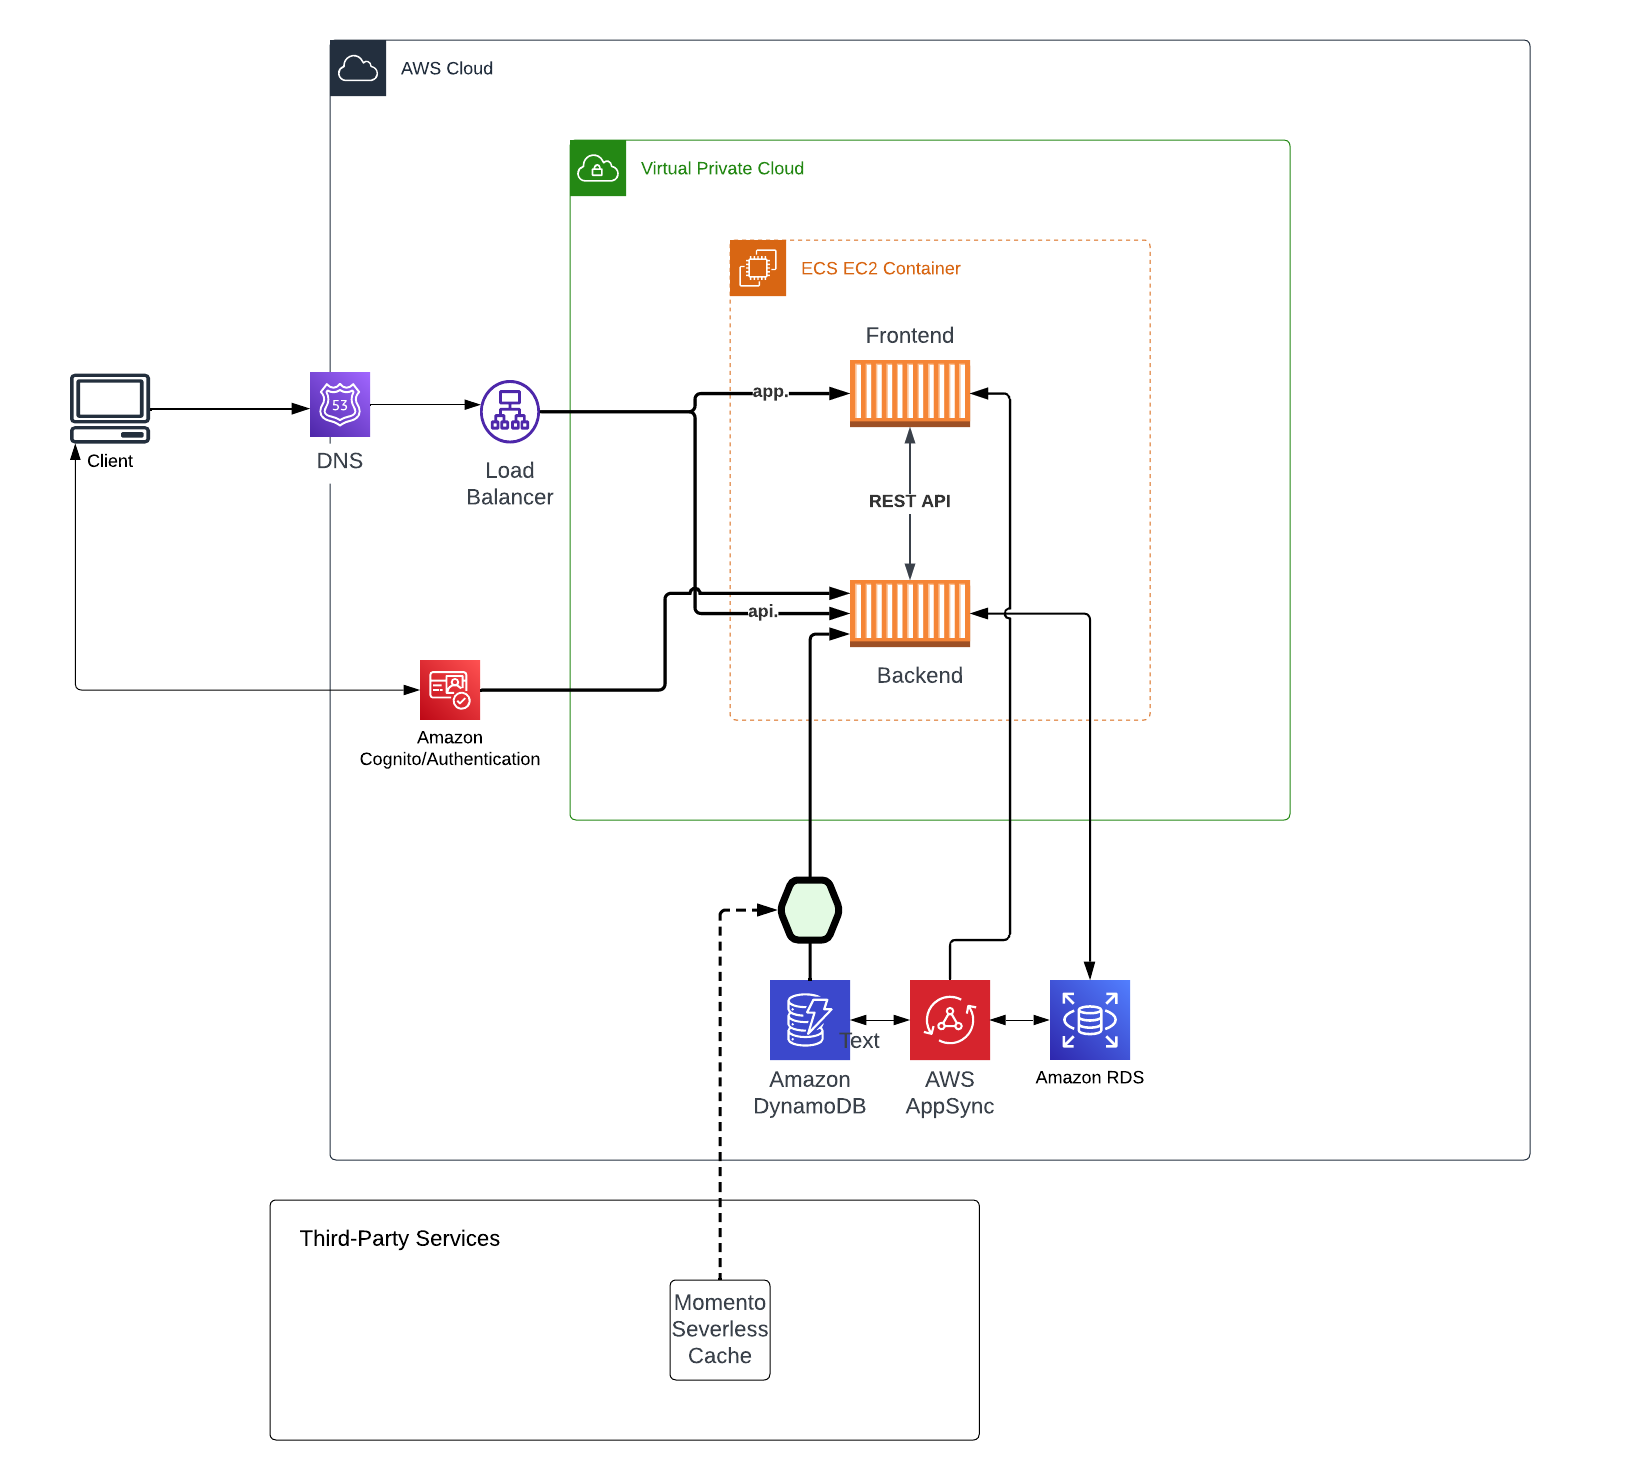 AWS Cloud
Virtual Private Cloud
ECS EC2 Container
Frontend
app.
53
DNS
Client
Load
Balancer
REST API
api.
Backend
Amazon
Cognito/Authentication
Text
Amazon
DynamoDB
AWS
AppSync
Amazon RDS
Third-Party Services
Momento
Severless
Cache